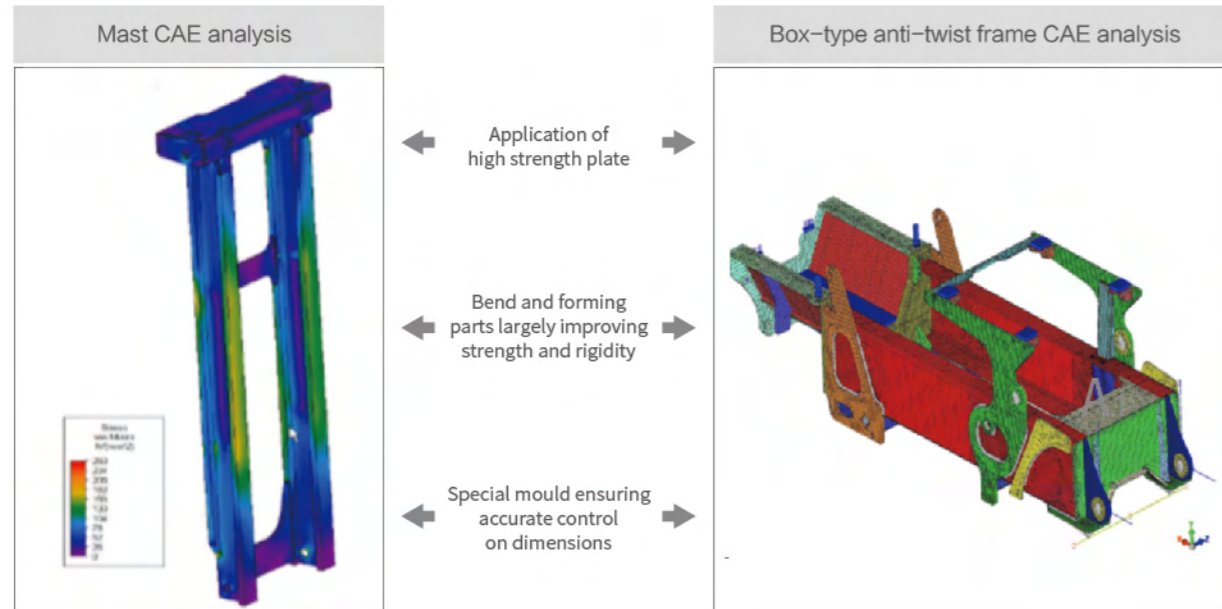 Mast CAE analysis
Box-type anti-twist frame CAE analysis
Application of
high strength plate
Bend and forming
parts largely improving
strength and rigidity
Special mould ensuring
accurate control
on dimensions